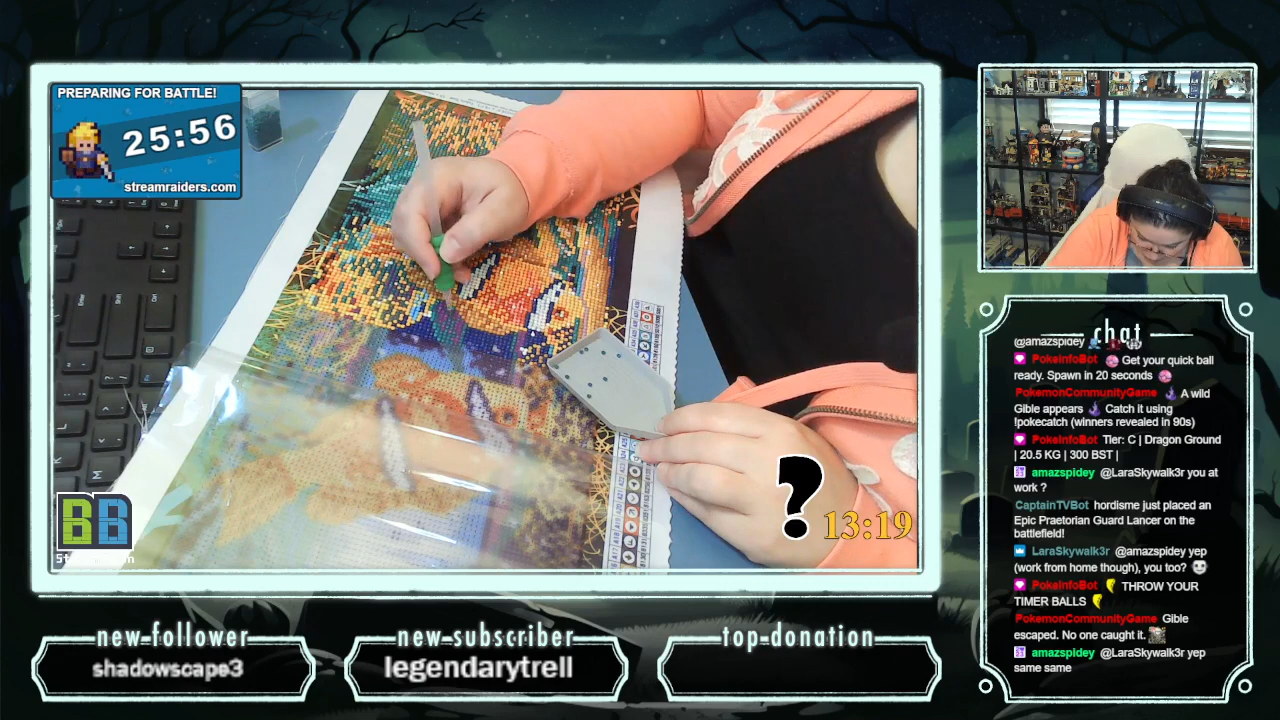 PREPARING FOR BATTLE!
25:56
streamraiders.com
BB
13:19
?
chat
@amazspidey
PokeInfoBot Get your quick ball
ready. Spawn in 20 seconds
PokemonCommunityGame A wild
Gible appears Catch it using
!pokecatch (winners revealed in 90s)
PokeInfoBot Tier: C | Dragon Ground
| 20.5 KG | 300 BST |
amazspidey @LaraSkywalk3r you at
work ?
CaptainTVBot hordisme just placed an
Epic Praetorian Guard Lancer on the
battlefield!
LaraSkywalk3r @amazspidey yep
(work from home though), you too?
PokeInfoBot THROW YOUR
TIMER BALLS
PokemonCommunityGame Gible
escaped. No one caught it.
amazspidey @LaraSkywalk3r yep
same same
new follower
shadowscape3
new subscriber
legendarytrell
top donation